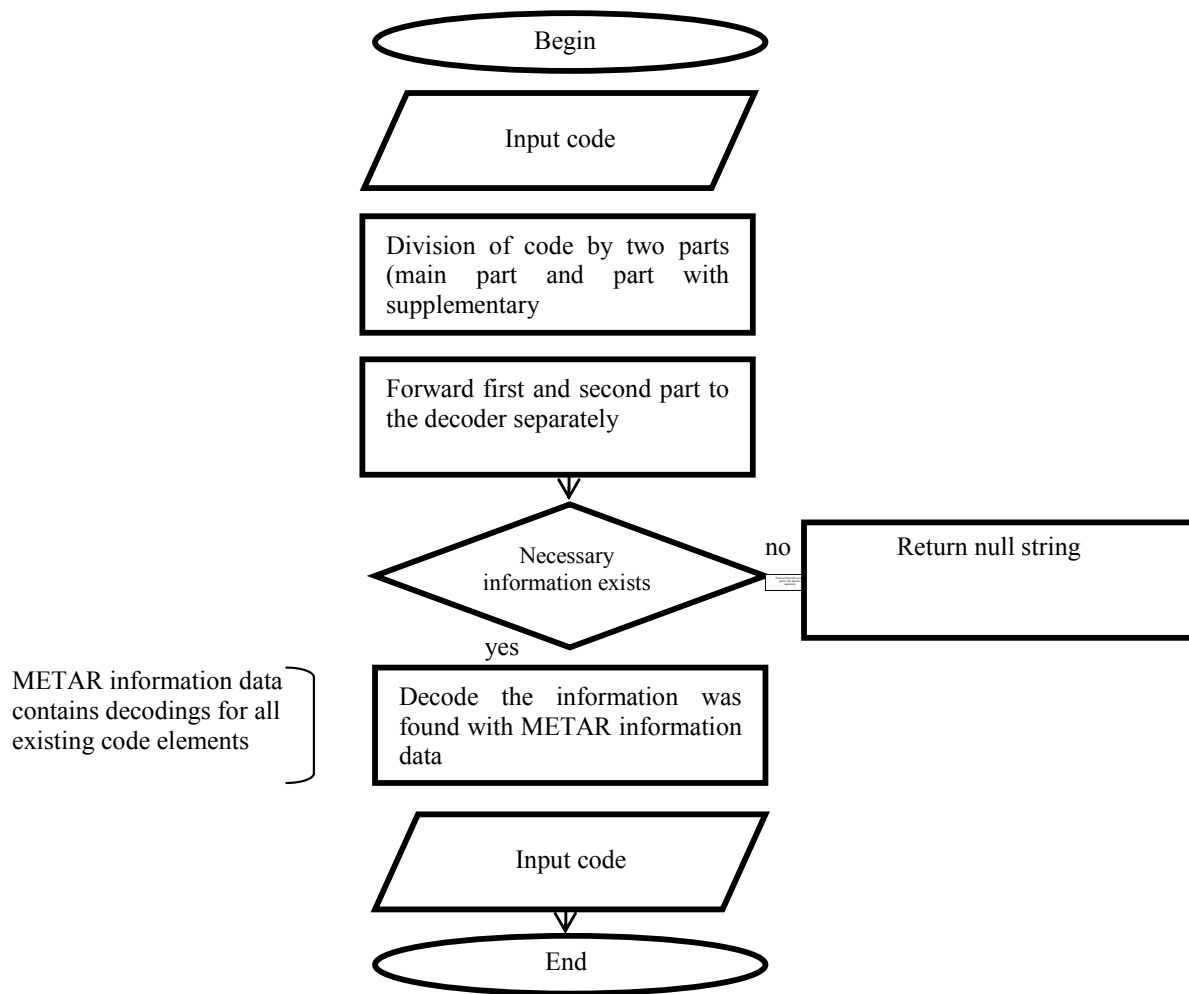 Begin
Input code
Division of code by two parts
(main part and part with
supplementary
Forward first and second part to
the decoder separately
Necessary
information exists
no
Return null string
yes
METAR information data
contains decodings for all
existing code elements
Decode the information was
found with METAR information
data
Input code
End